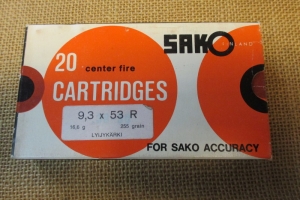 SAKO
FINLAND
20
center fire
CARTRIDGES
9,3 x 53 R
16,6 g 255 grain
LYIJYKÄRKI
FOR SAKO ACCURACY